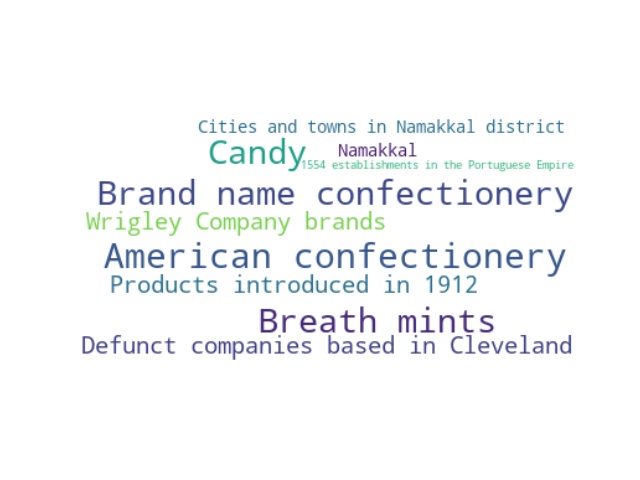 Cities and towns in Namakkal district
Candy
Namakkal
1554 establishments in the Portuguese Empire
Brand name confectionery
Wrigley Company brands
American confectionery
Products introduced in 1912
Breath mints
Defunct companies based in Cleveland